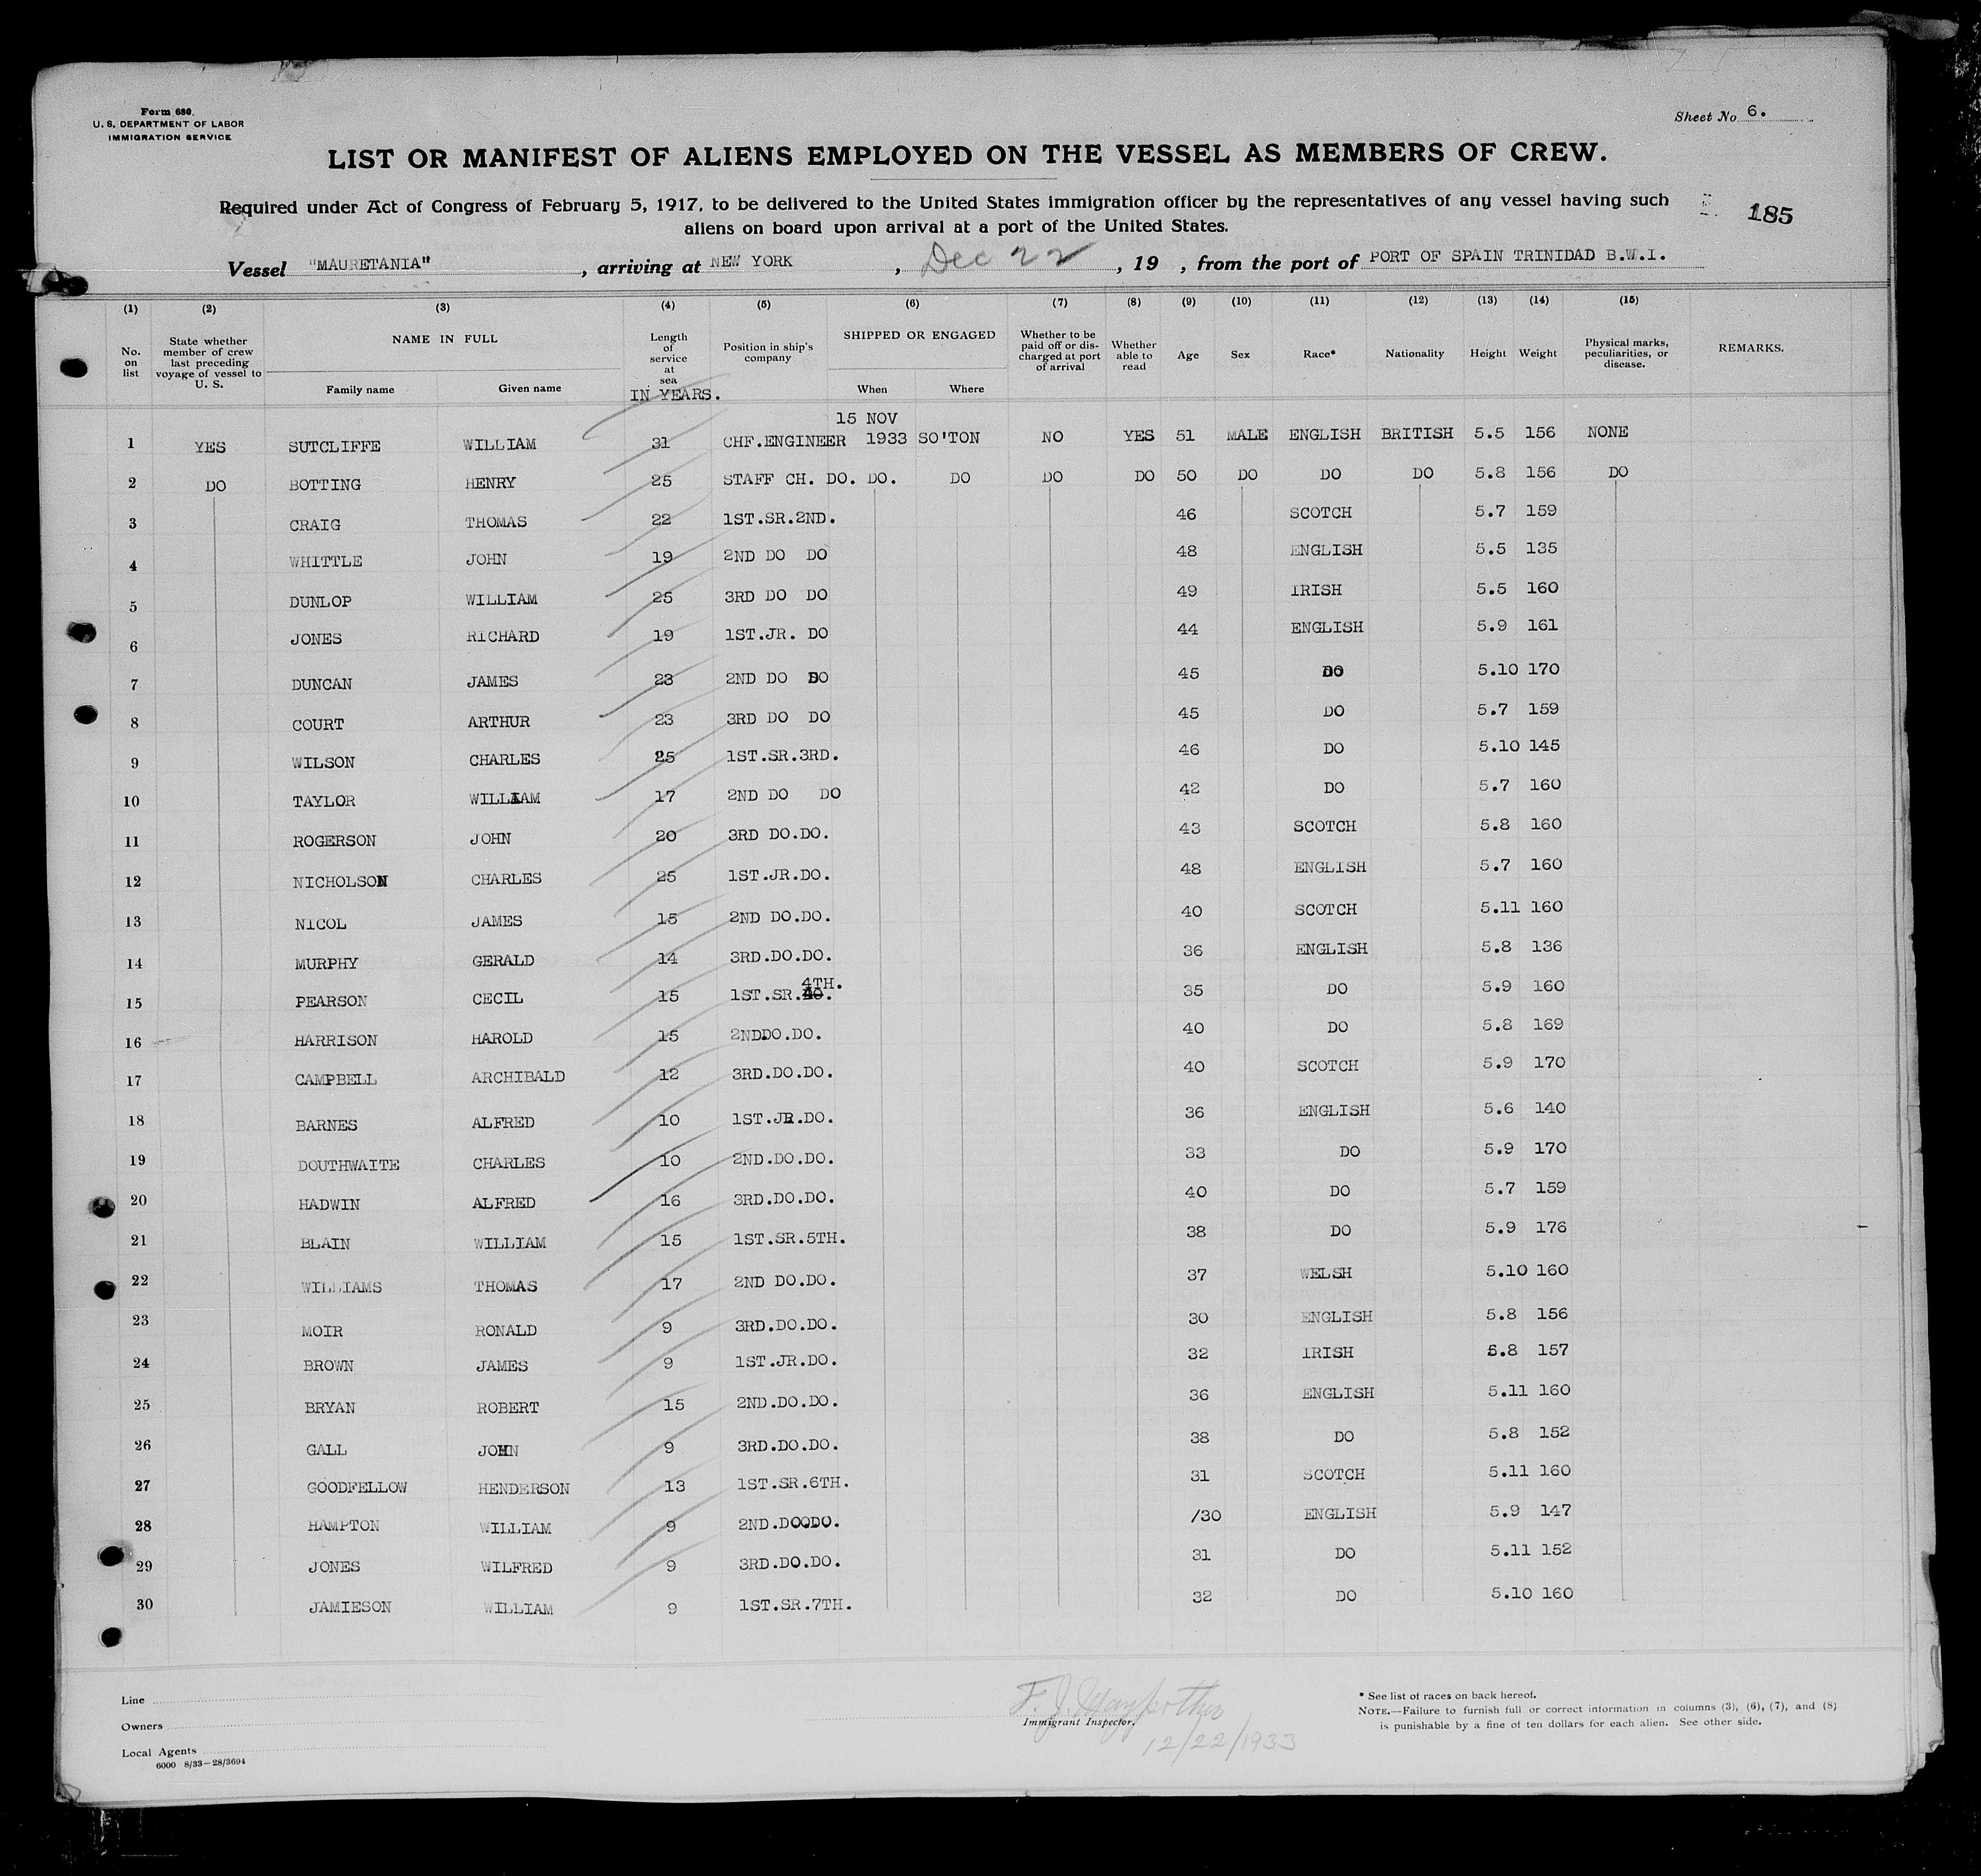 Form 680.
U. S. DEPARTMENT OF LABOR
IMMIGRATION SERVICE
Sheet No. 6.
LIST OR MANIFEST OF ALIENS EMPLOYED ON THE VESSEL AS MEMBERS OF CREW.
Required under Act of Congress of February 5, 1917, to be delivered to the United States immigration officer by the representatives of any vessel having such
aliens on board upon arrival at a port of the United States.
185
Vessel "MAURETANIA", arriving at NEW YORK, Dec 22, 19 , from the port of PORT OF SPAIN TRINIDAD B.W.I.
(1) (2) (3) (4) (5) (6) (7) (8) (9) (10) (11) (12) (13) (14) (15)
No. on list
State whether member of crew last preceding voyage of vessel to U. S.
NAME IN FULL
Family name Given name
Length of service at sea
IN YEARS.
Position in ship's company
SHIPPED OR ENGAGED
When Where
Whether to be paid off or discharged at port of arrival
Whether able to read
Age Sex Race* Nationality Height Weight
Physical marks, peculiarities, or disease.
REMARKS.
15 NOV
1 YES SUTCLIFFE WILLIAM 31 CHF.ENGINEER 1933 SO'TON NO YES 51 MALE ENGLISH BRITISH 5.5 156 NONE
2 DO BOTTING HENRY 25 STAFF CH. DO. DO. DO DO DO 50 DO DO DO 5.8 156 DO
3 CRAIG THOMAS 22 1ST.SR.2ND. 46 SCOTCH 5.7 159
4 WHITTLE JOHN 19 2ND DO DO 48 ENGLISH 5.5 135
5 DUNLOP WILLIAM 25 3RD DO DO 49 IRISH 5.5 160
6 JONES RICHARD 19 1ST.JR. DO 44 ENGLISH 5.9 161
7 DUNCAN JAMES 23 2ND DO DO 45 DO 5.10 170
8 COURT ARTHUR 23 3RD DO DO 45 DO 5.7 159
9 WILSON CHARLES 25 1ST.SR.3RD. 46 DO 5.10 145
10 TAYLOR WILLIAM 17 2ND DO DO 42 DO 5.7 160
11 ROGERSON JOHN 20 3RD DO.DO. 43 SCOTCH 5.8 160
12 NICHOLSON CHARLES 25 1ST.JR.DO. 48 ENGLISH 5.7 160
13 NICOL JAMES 15 2ND DO.DO. 40 SCOTCH 5.11 160
14 MURPHY GERALD 14 3RD.DO.DO. 36 ENGLISH 5.8 136
15 PEARSON CECIL 15 1ST.SR. 4TH. 35 DO 5.9 160
16 HARRISON HAROLD 15 2NDDO.DO. 40 DO 5.8 169
17 CAMPBELL ARCHIBALD 12 3RD.DO.DO. 40 SCOTCH 5.9 170
18 BARNES ALFRED 10 1ST.JR.DO. 36 ENGLISH 5.6 140
19 DOUTHWAITE CHARLES 10 2ND.DO.DO. 33 DO 5.9 170
20 HADWIN ALFRED 16 3RD.DO.DO. 40 DO 5.7 159
21 BLAIN WILLIAM 15 1ST.SR.5TH. 38 DO 5.9 176
22 WILLIAMS THOMAS 17 2ND DO.DO. 37 WELSH 5.10 160
23 MOIR RONALD 9 3RD.DO.DO. 30 ENGLISH 5.8 156
24 BROWN JAMES 9 1ST.JR.DO. 32 IRISH 5.8 157
25 BRYAN ROBERT 15 2ND.DO.DO. 36 ENGLISH 5.11 160
26 GALL JOHN 9 3RD.DO.DO. 38 DO 5.8 152
27 GOODFELLOW HENDERSON 13 1ST.SR.6TH. 31 SCOTCH 5.11 160
28 HAMPTON WILLIAM 9 2ND.DOODO. /30 ENGLISH 5.9 147
29 JONES WILFRED 9 3RD.DO.DO. 31 DO 5.11 152
30 JAMIESON WILLIAM 9 1ST.SR.7TH. 32 DO 5.10 160
Line
Owners
Local Agents
6000 8/33—28/3694
F. J.
Immigrant Inspector.
12/22/1933
* See list of races on back hereof.
NOTE.—Failure to furnish full or correct information in columns (3), (6), (7), and (8)
is punishable by a fine of ten dollars for each alien. See other side.